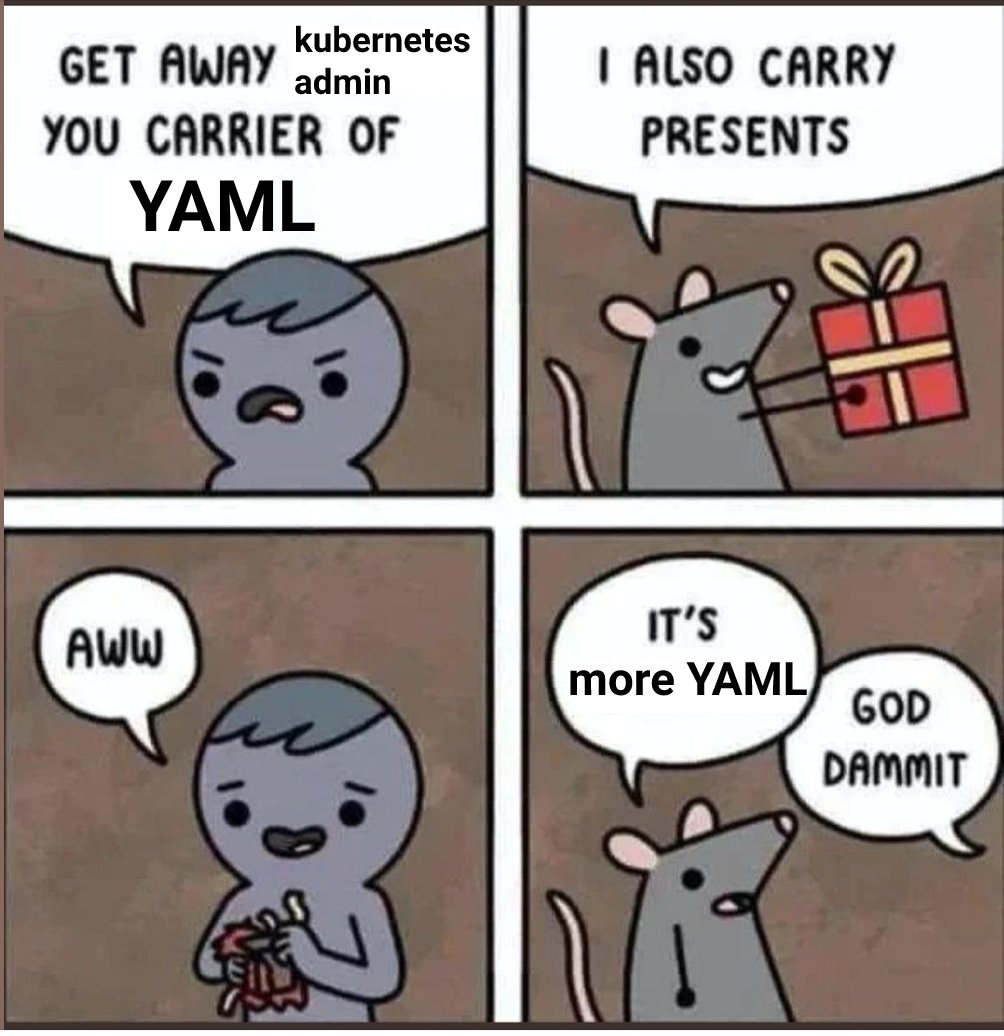 GET AWAY kubernetes
admin
YOU CARRIER OF
YAML
I ALSO CARRY
PRESENTS
AWW
IT'S
more YAML
GOD
DAMMIT